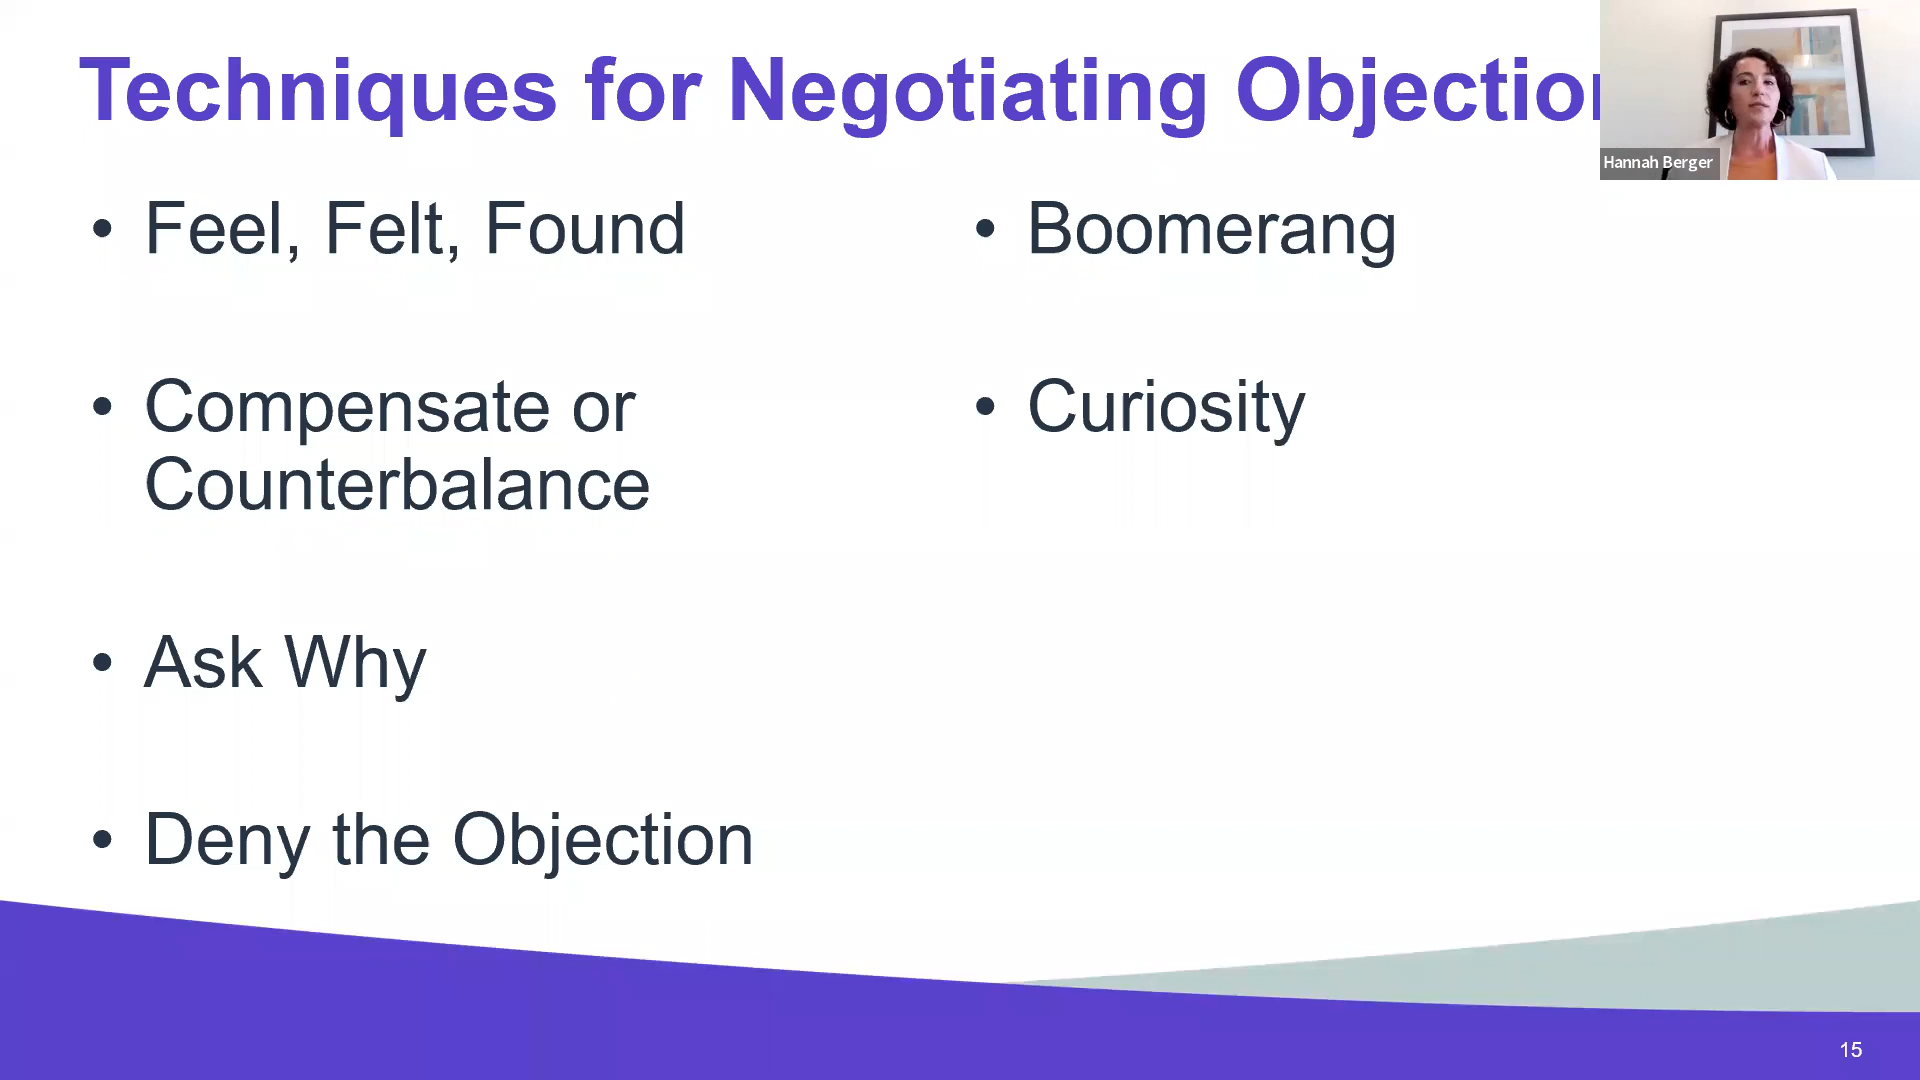 Techniques for Negotiating Objection
Hannah Berger
• Feel, Felt, Found
• Compensate or
Counterbalance
• Ask Why
• Deny the Objection
• Boomerang
• Curiosity
15